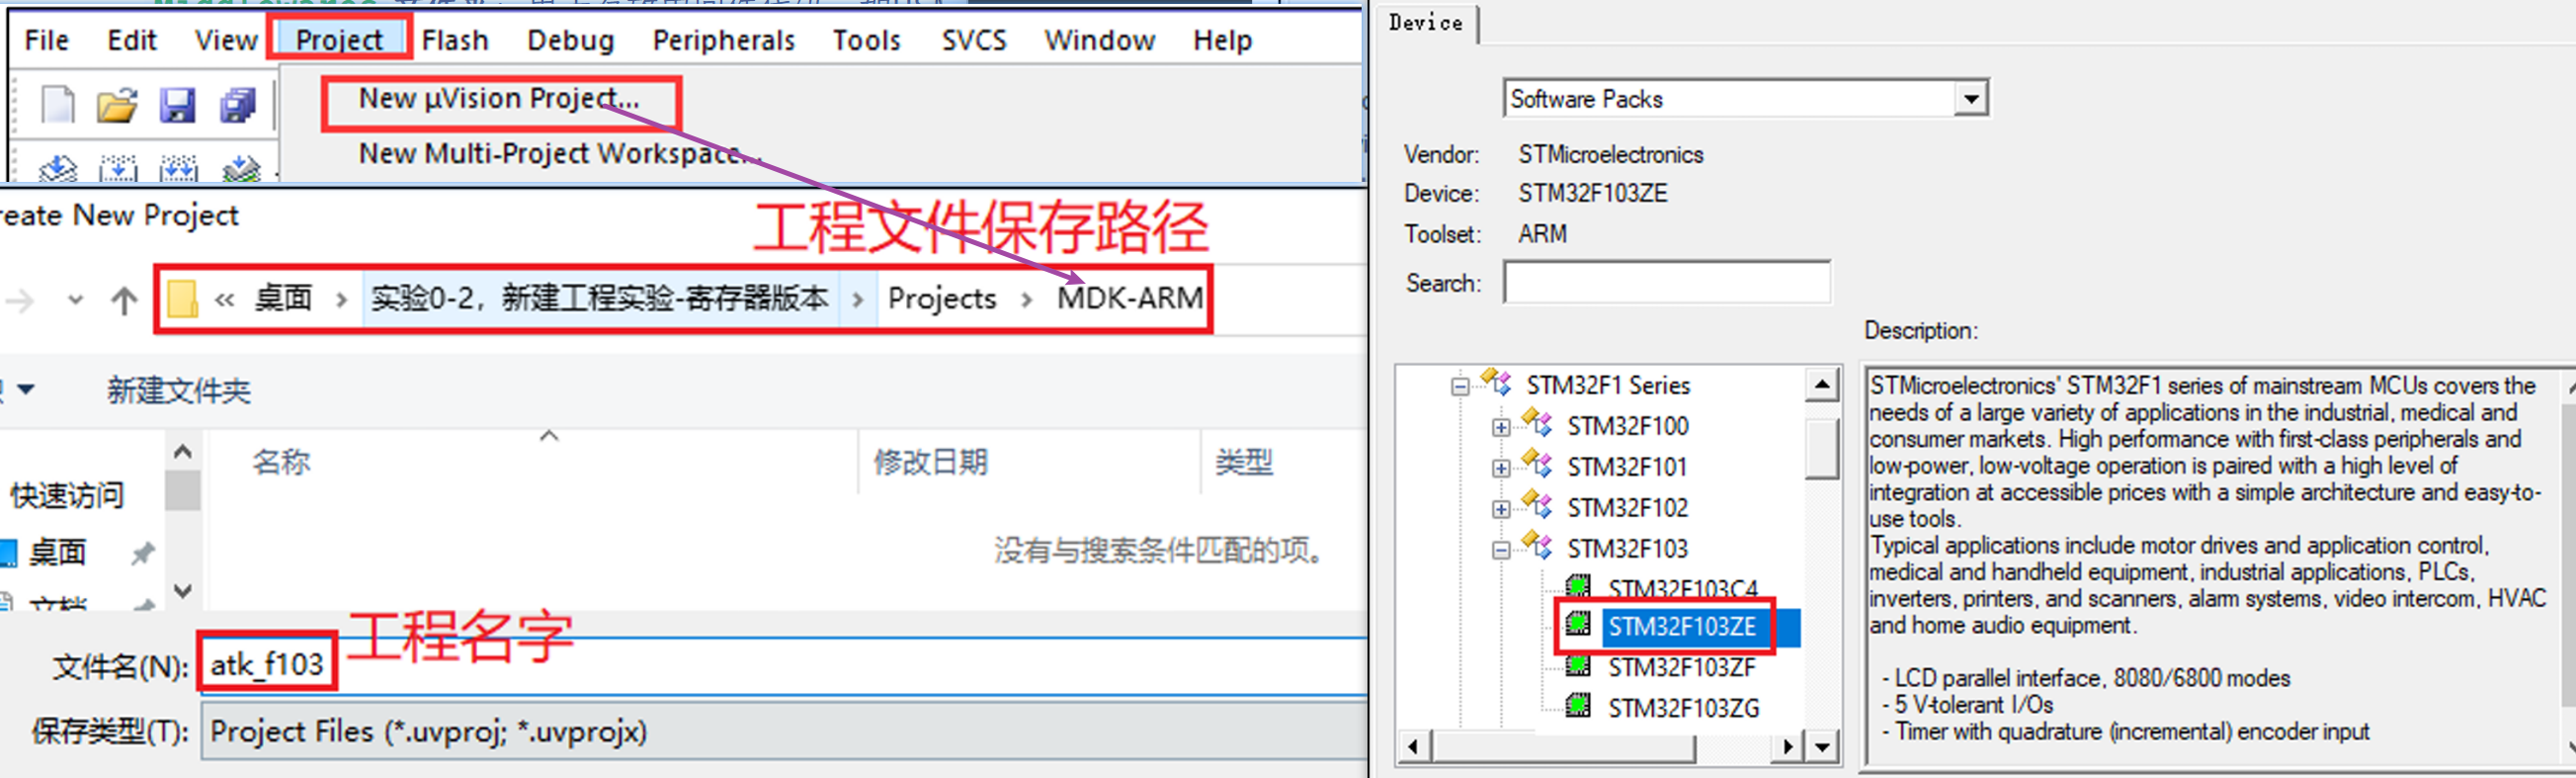 File Edit View Project Flash Debug Peripherals Tools SVCS Window Help
New μVision Project...
New Multi-Project Workspace...
reate New Project
工程文件保存路径
« 桌面 › 实验0-2，新建工程实验-寄存器版本 › Projects › MDK-ARM
新建文件夹
名称 修改日期 类型
快速访问
没有与搜索条件匹配的项。
桌面
文档
工程名字
文件名(N): atk_f103
保存类型(T): Project Files (*.uvproj; *.uvprojx)
Device
Software Packs
Vendor: STMicroelectronics
Device: STM32F103ZE
Toolset: ARM
Search:
Description:
STM32F1 Series
STM32F100
STM32F101
STM32F102
STM32F103
STM32F103C4
STM32F103ZE
STM32F103ZF
STM32F103ZG
STMicroelectronics' STM32F1 series of mainstream MCUs covers the
needs of a large variety of applications in the industrial, medical and
consumer markets. High performance with first-class peripherals and
low-power, low-voltage operation is paired with a high level of
integration at accessible prices with a simple architecture and easy-to-
use tools.
Typical applications include motor drives and application control,
medical and handheld equipment, industrial applications, PLCs,
inverters, printers, and scanners, alarm systems, video intercom, HVAC
and home audio equipment.
- LCD parallel interface, 8080/6800 modes
- 5 V-tolerant I/Os
- Timer with quadrature (incremental) encoder input